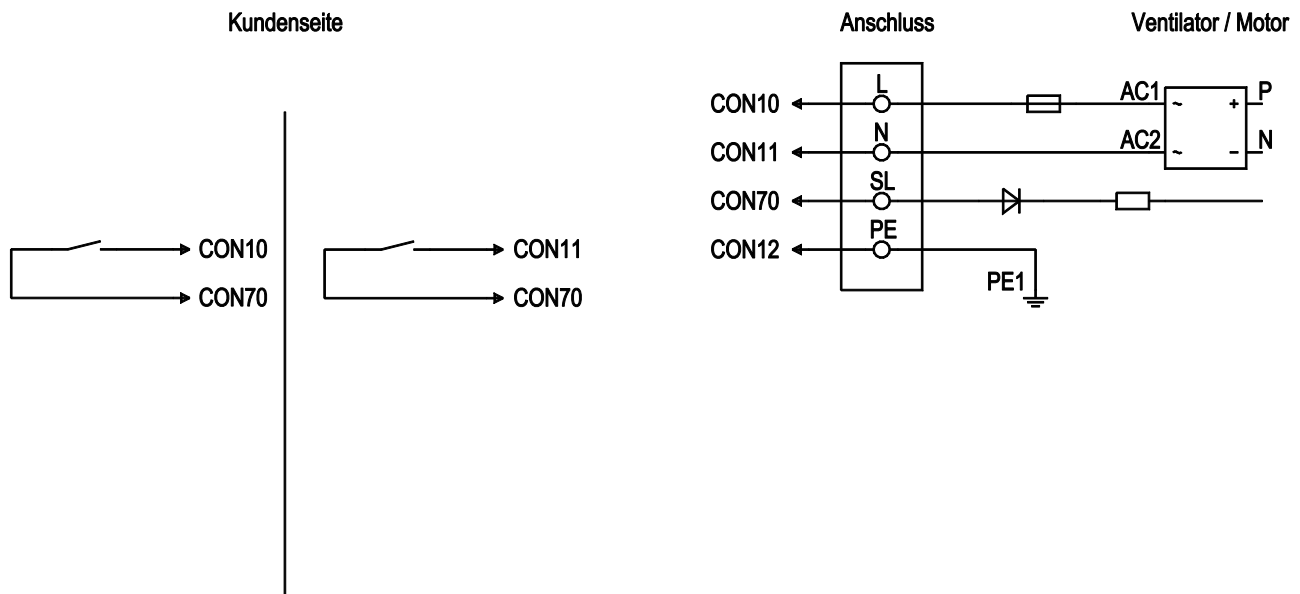 Kundenseite
Anschluss
Ventilator / Motor
CON10
L
AC1
~
+
P
CON11
N
AC2
~
–
N
CON70
SL
CON12
PE
PE1
CON10
CON70
CON11
CON70